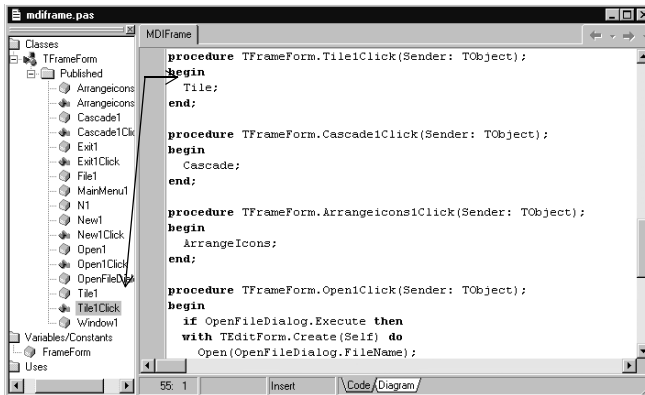 mdiframe.pas
Classes
TFrameForm
Published
Arrangeicons
Arrangeicons
Cascade1
Cascade1Clic
Exit1
Exit1Click
File1
MainMenu1
N1
New1
New1Click
Open1
Open1Click
OpenFileDialo
Tile1
Tile1Click
Window1
Variables/Constants
FrameForm
Uses
MDIFrame
procedure TFrameForm.Tile1Click(Sender: TObject);
begin
Tile;
end;
procedure TFrameForm.Cascade1Click(Sender: TObject);
begin
Cascade;
end;
procedure TFrameForm.Arrangeicons1Click(Sender: TObject);
begin
ArrangeIcons;
end;
procedure TFrameForm.Open1Click(Sender: TObject);
begin
if OpenFileDialog.Execute then
with TEditForm.Create(Self) do
Open(OpenFileDialog.FileName);
55: 1 Insert Code Diagram